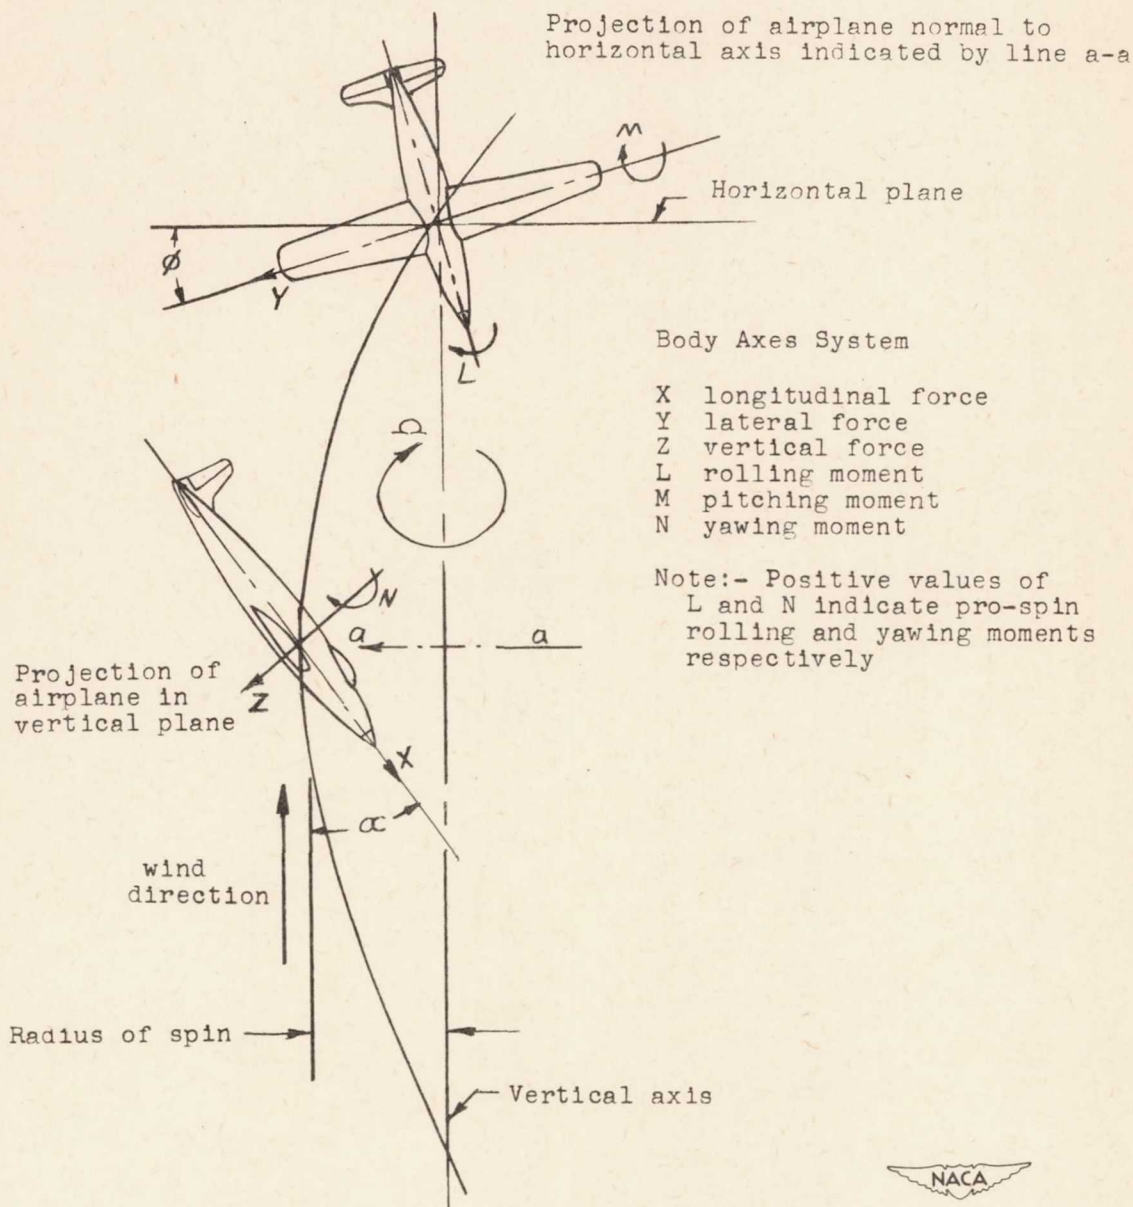 Projection of airplane normal to
horizontal axis indicated by line a-a
M
Horizontal plane
ø
Y
L
Body Axes System
X longitudinal force
Y lateral force
Z vertical force
L rolling moment
M pitching moment
N yawing moment
Note:- Positive values of
L and N indicate pro-spin
rolling and yawing moments
respectively
N
a
a
Projection of
airplane in
vertical plane
Z
X
α
wind
direction
Radius of spin
Vertical axis
NACA